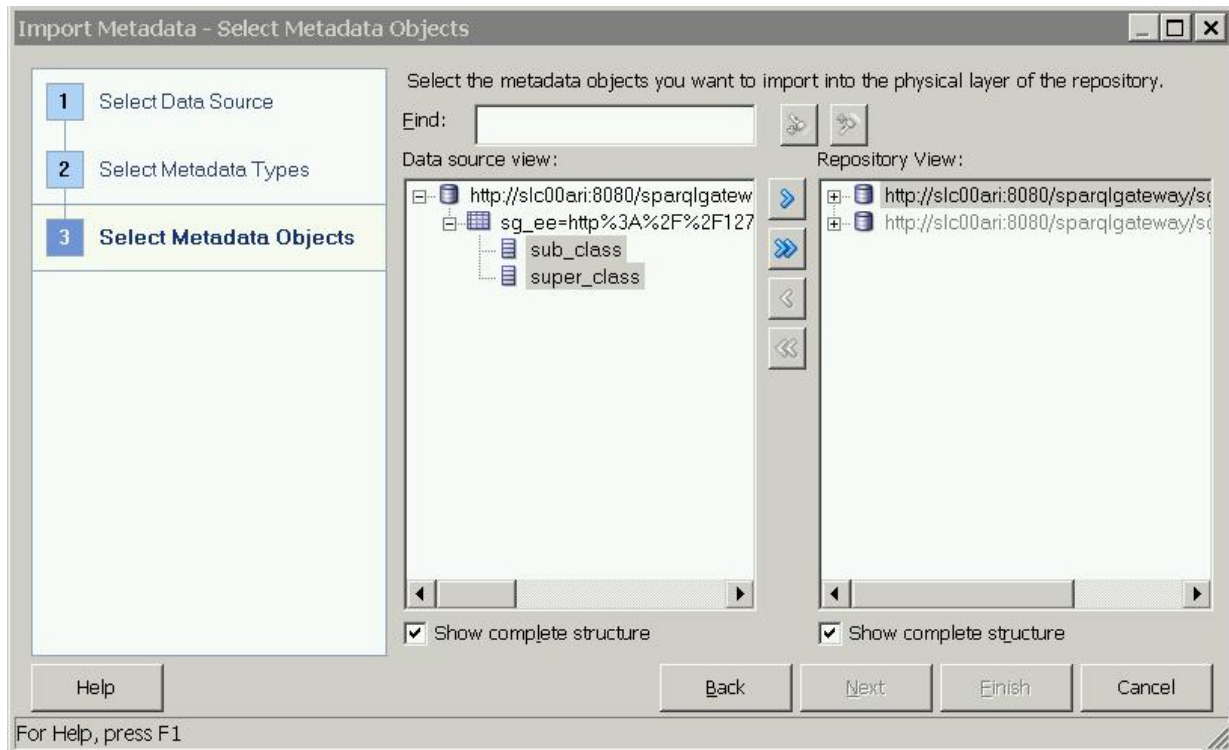 Import Metadata - Select Metadata Objects
1 Select Data Source
2 Select Metadata Types
3 Select Metadata Objects
Select the metadata objects you want to import into the physical layer of the repository.
Find:
Data source view:
http://slc00ari:8080/sparqlgatew
sg_ee=http%3A%2F%2F127
sub_class
super_class
Show complete structure
Repository View:
http://slc00ari:8080/sparqlgateway/sg
http://slc00ari:8080/sparqlgateway/sg
Show complete structure
Help
Back
Next
Finish
Cancel
For Help, press F1